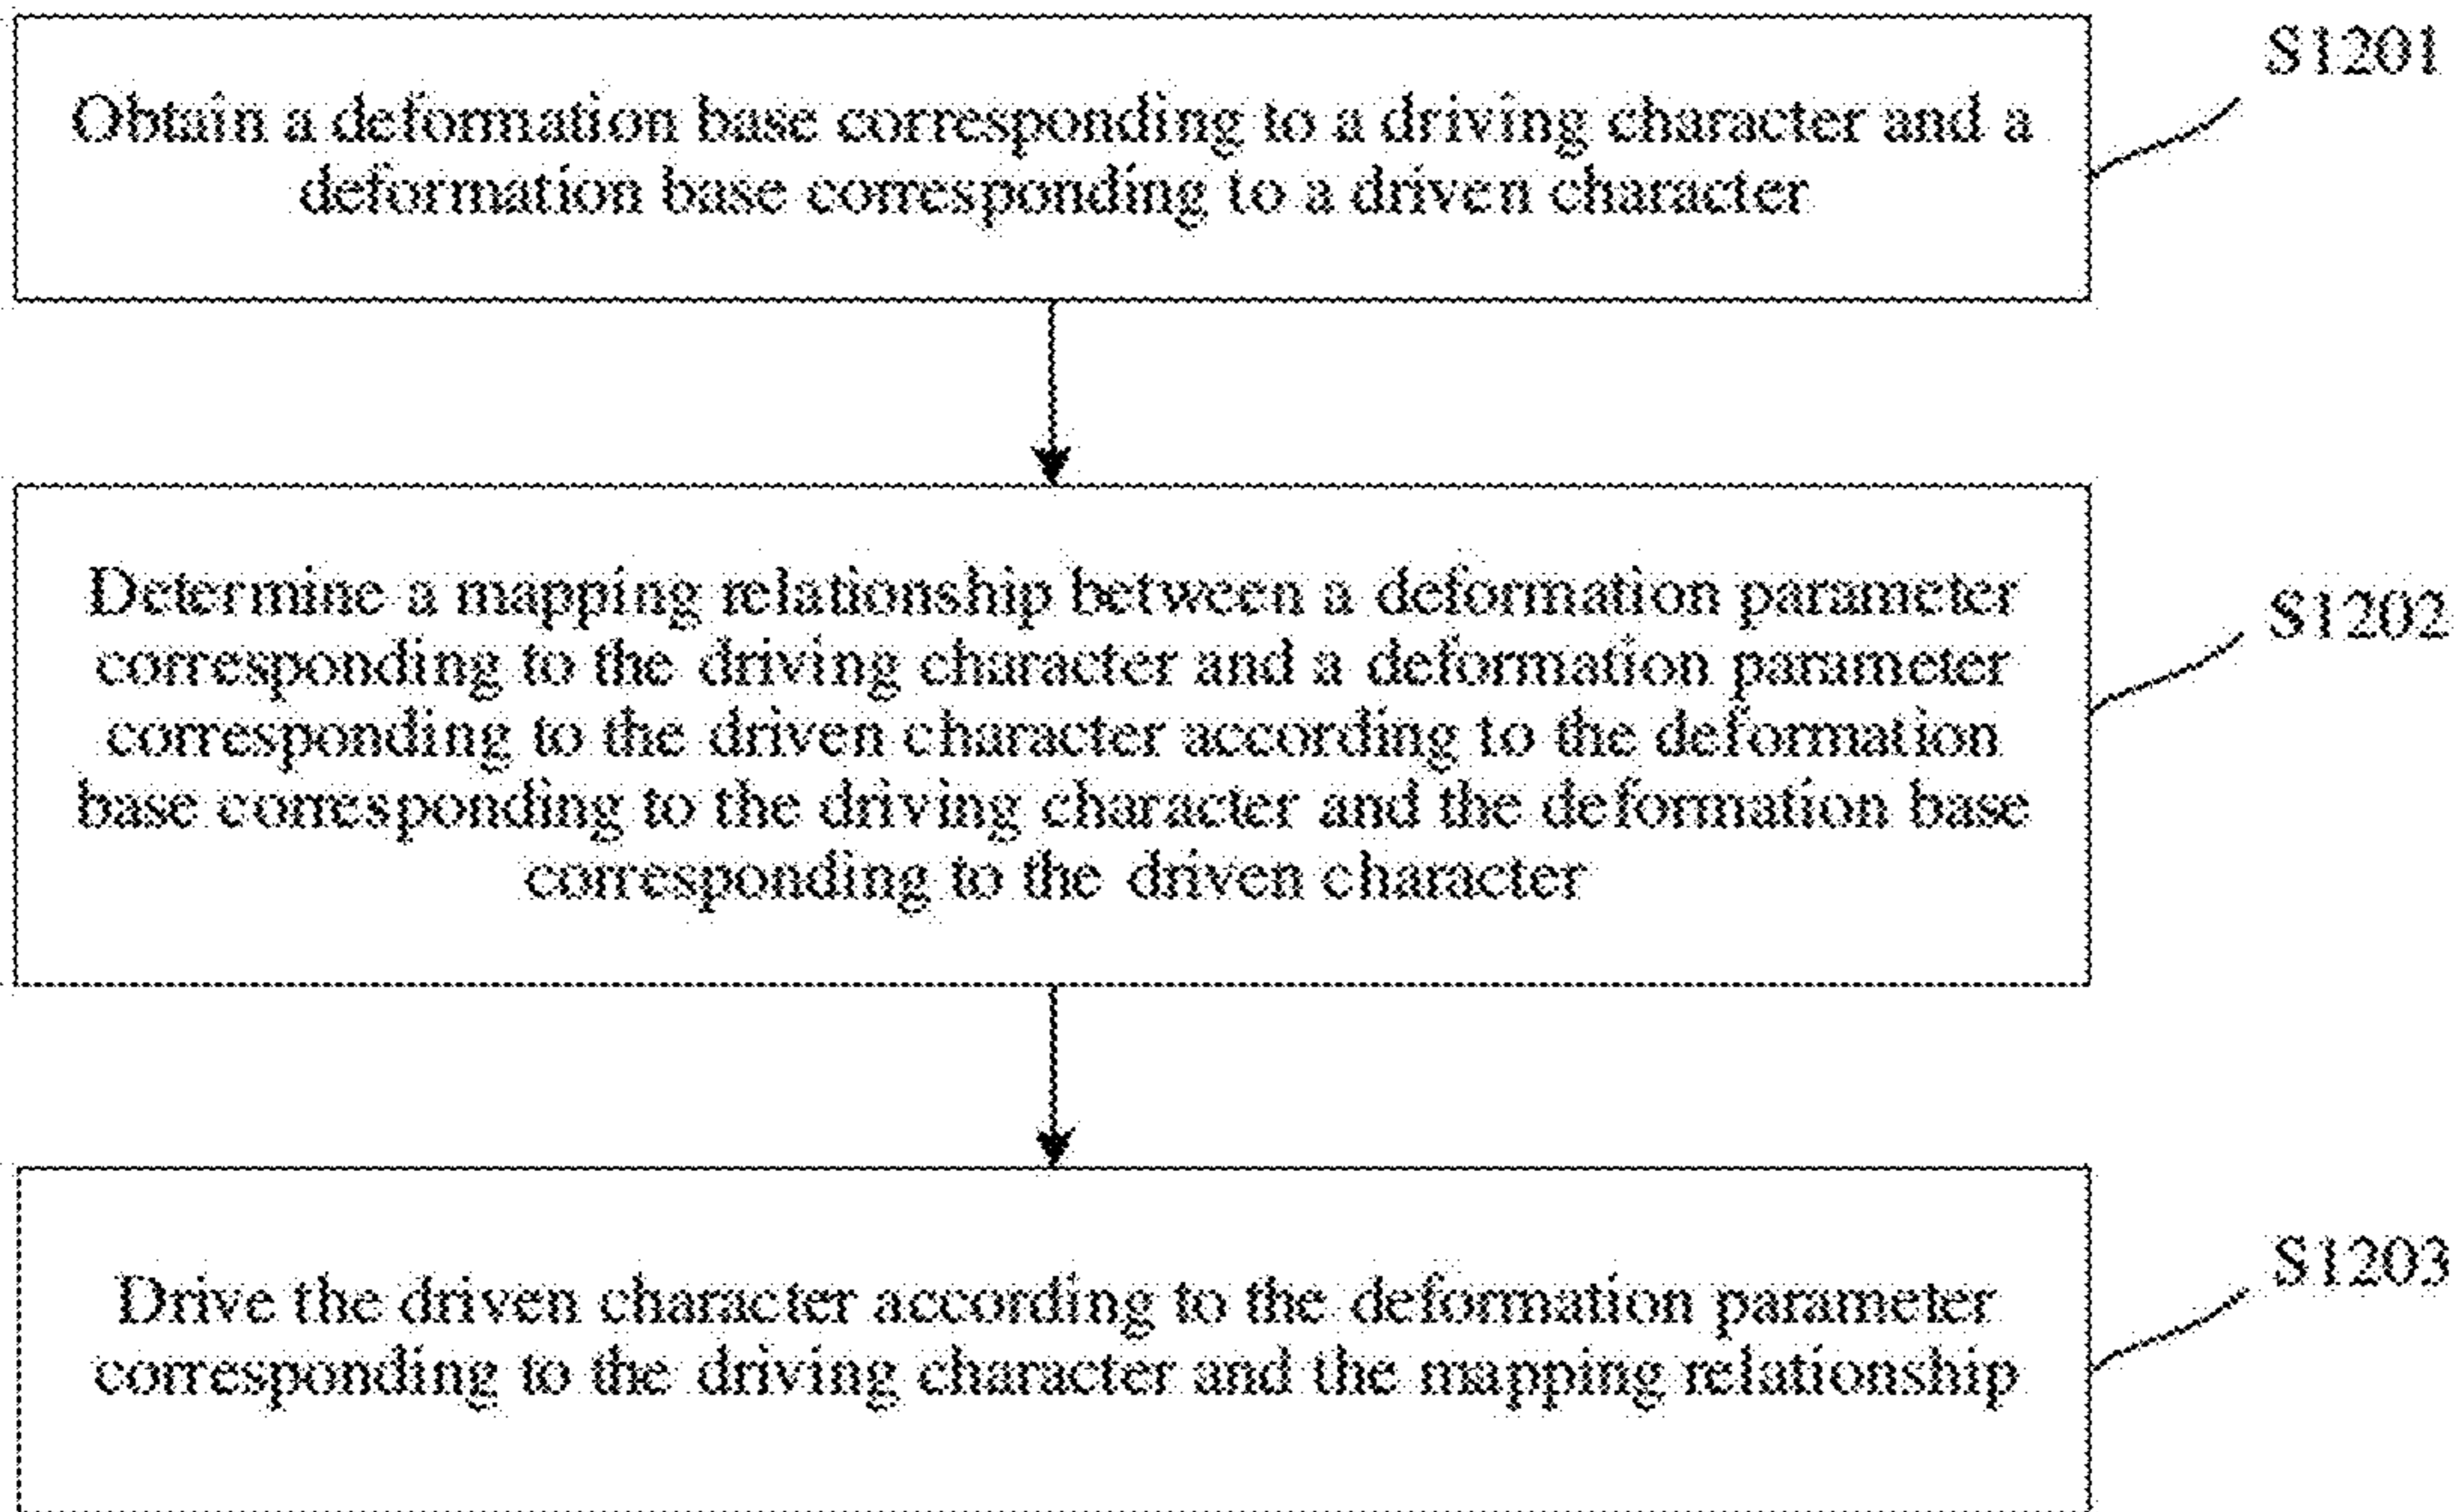 S1201
Obtain a deformation base corresponding to a driving character and a
deformation base corresponding to a driven character
Determine a mapping relationship between a deformation parameter
S1202
corresponding to the driving character and a deformation parameter
corresponding to the driven character according to the deformation
base corresponding to the driving character and the deformation base
corresponding to the driven character
S1203
Drive the driven character according to the deformation parameter
corresponding to the driving character and the mapping relationship